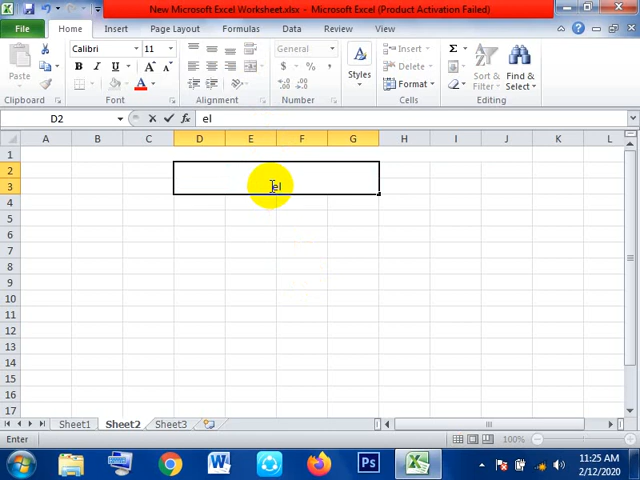 New Microsoft Excel Worksheet.xlsx - Microsoft Excel (Product Activation Failed)
File Home Insert Page Layout Formulas Data Review View
Paste Calibri 11 General Styles Insert Delete Format Sort & Filter Find & Select
Clipboard Font Alignment Number Cells Editing
D2 el
A B C D E F G H I J K L
1
2
3 el
4
5
6
7
8
9
10
11
12
13
14
15
16
17
Sheet1 Sheet2 Sheet3
Enter 100%
11:25 AM
2/12/2020